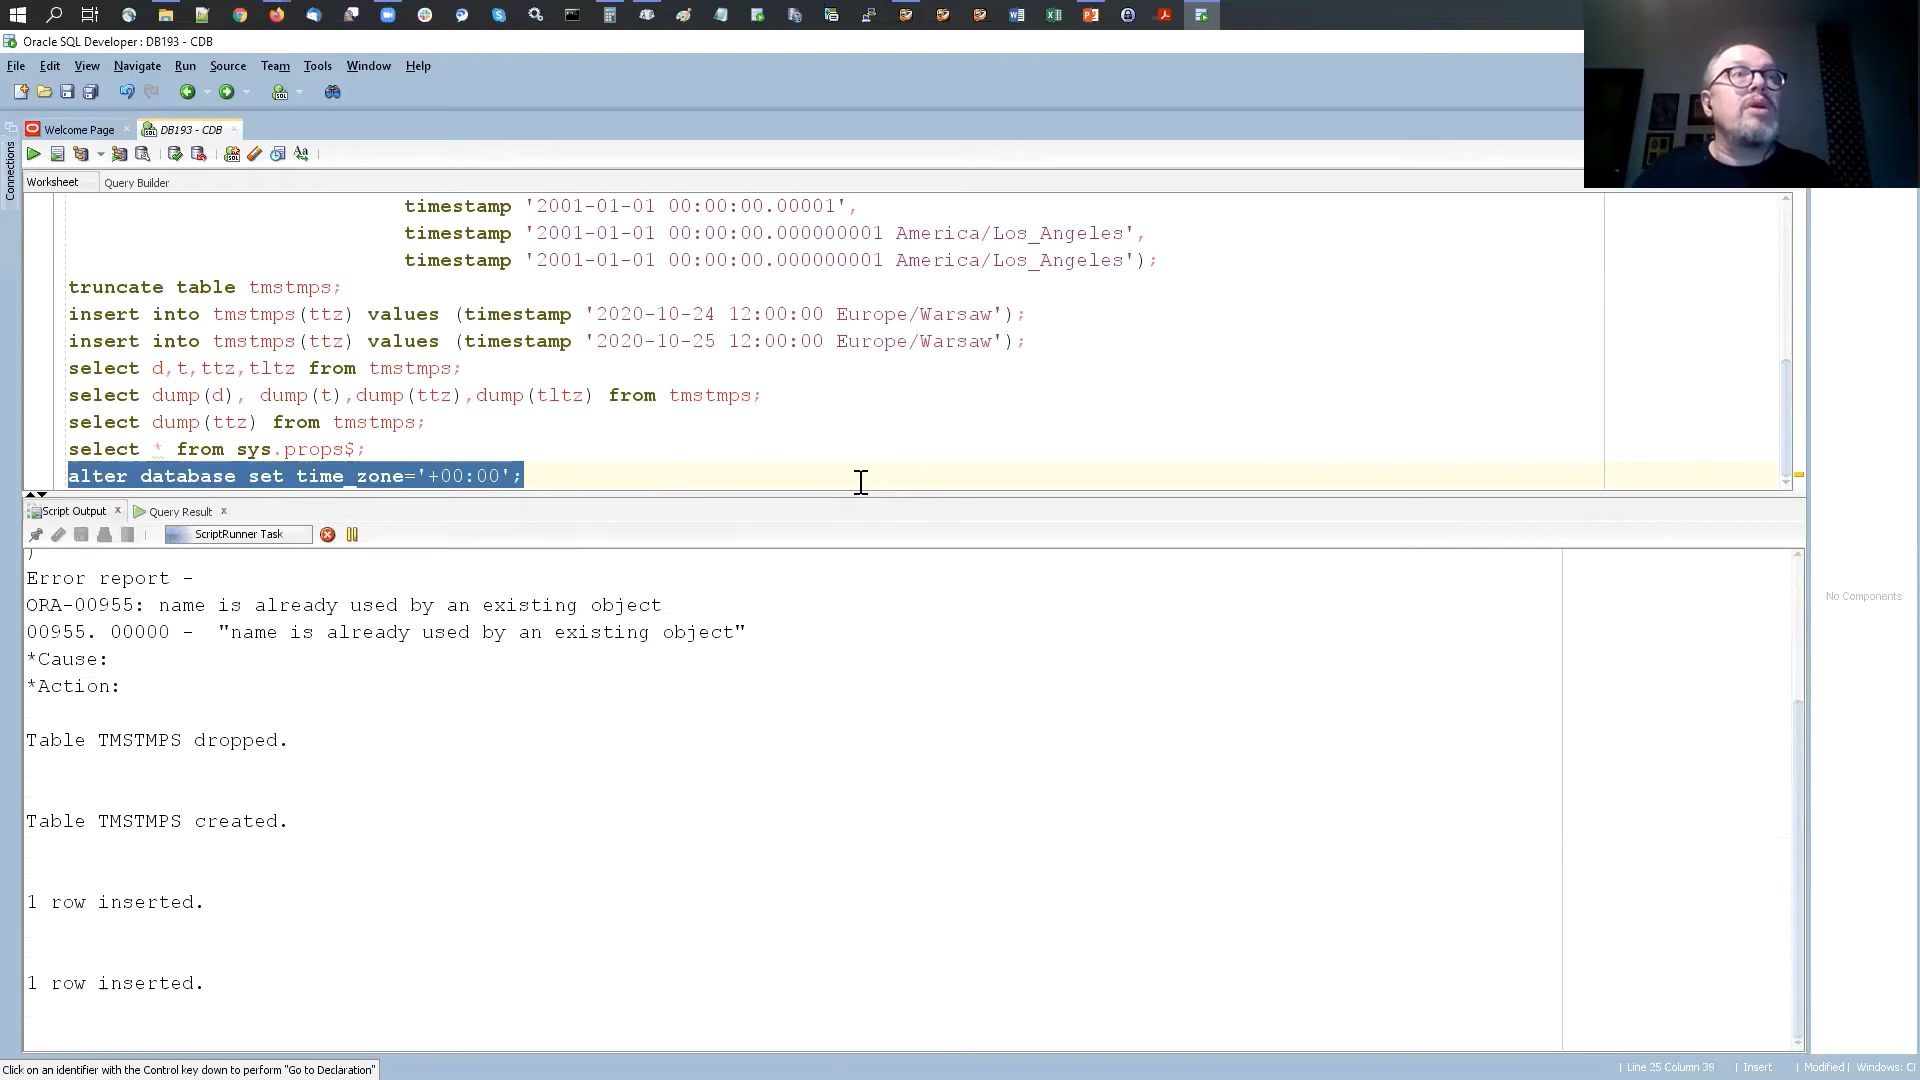 Oracle SQL Developer : DB193 - CDB
File Edit View Navigate Run Source Team Tools Window Help
Welcome Page
DB193 - CDB
Connections
Worksheet Query Builder
timestamp '2001-01-01 00:00:00.00001',
timestamp '2001-01-01 00:00:00.000000001 America/Los_Angeles',
timestamp '2001-01-01 00:00:00.000000001 America/Los_Angeles');
truncate table tmstmps;
insert into tmstmps(ttz) values (timestamp '2020-10-24 12:00:00 Europe/Warsaw');
insert into tmstmps(ttz) values (timestamp '2020-10-25 12:00:00 Europe/Warsaw');
select d,t,ttz,tltz from tmstmps;
select dump(d), dump(t),dump(ttz),dump(tltz) from tmstmps;
select dump(ttz) from tmstmps;
select * from sys.props$;
alter database set time_zone='+00:00';
Script Output x Query Result x
ScriptRunner Task
)
Error report -
ORA-00955: name is already used by an existing object
00955. 00000 - "name is already used by an existing object"
*Cause:
*Action:
Table TMSTMPS dropped.
Table TMSTMPS created.
1 row inserted.
1 row inserted.
No Components
Click on an identifier with the Control key down to perform "Go to Declaration"
Line 25 Column 39 Insert Modified Windows: Cl